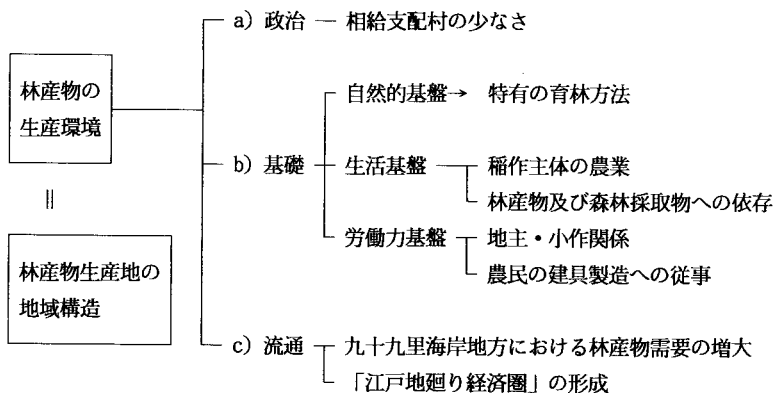 a）政治 ― 相給支配村の少なさ
林産物の
生産環境
自然的基盤→ 特有の育林方法
b）基礎
生活基盤
稲作主体の農業
林産物及び森林採取物への依存
||
労働力基盤
地主・小作関係
農民の建具製造への従事
林産物生産地の
地域構造
c）流通
九十九里海岸地方における林産物需要の増大
「江戸地廻り経済圏」の形成